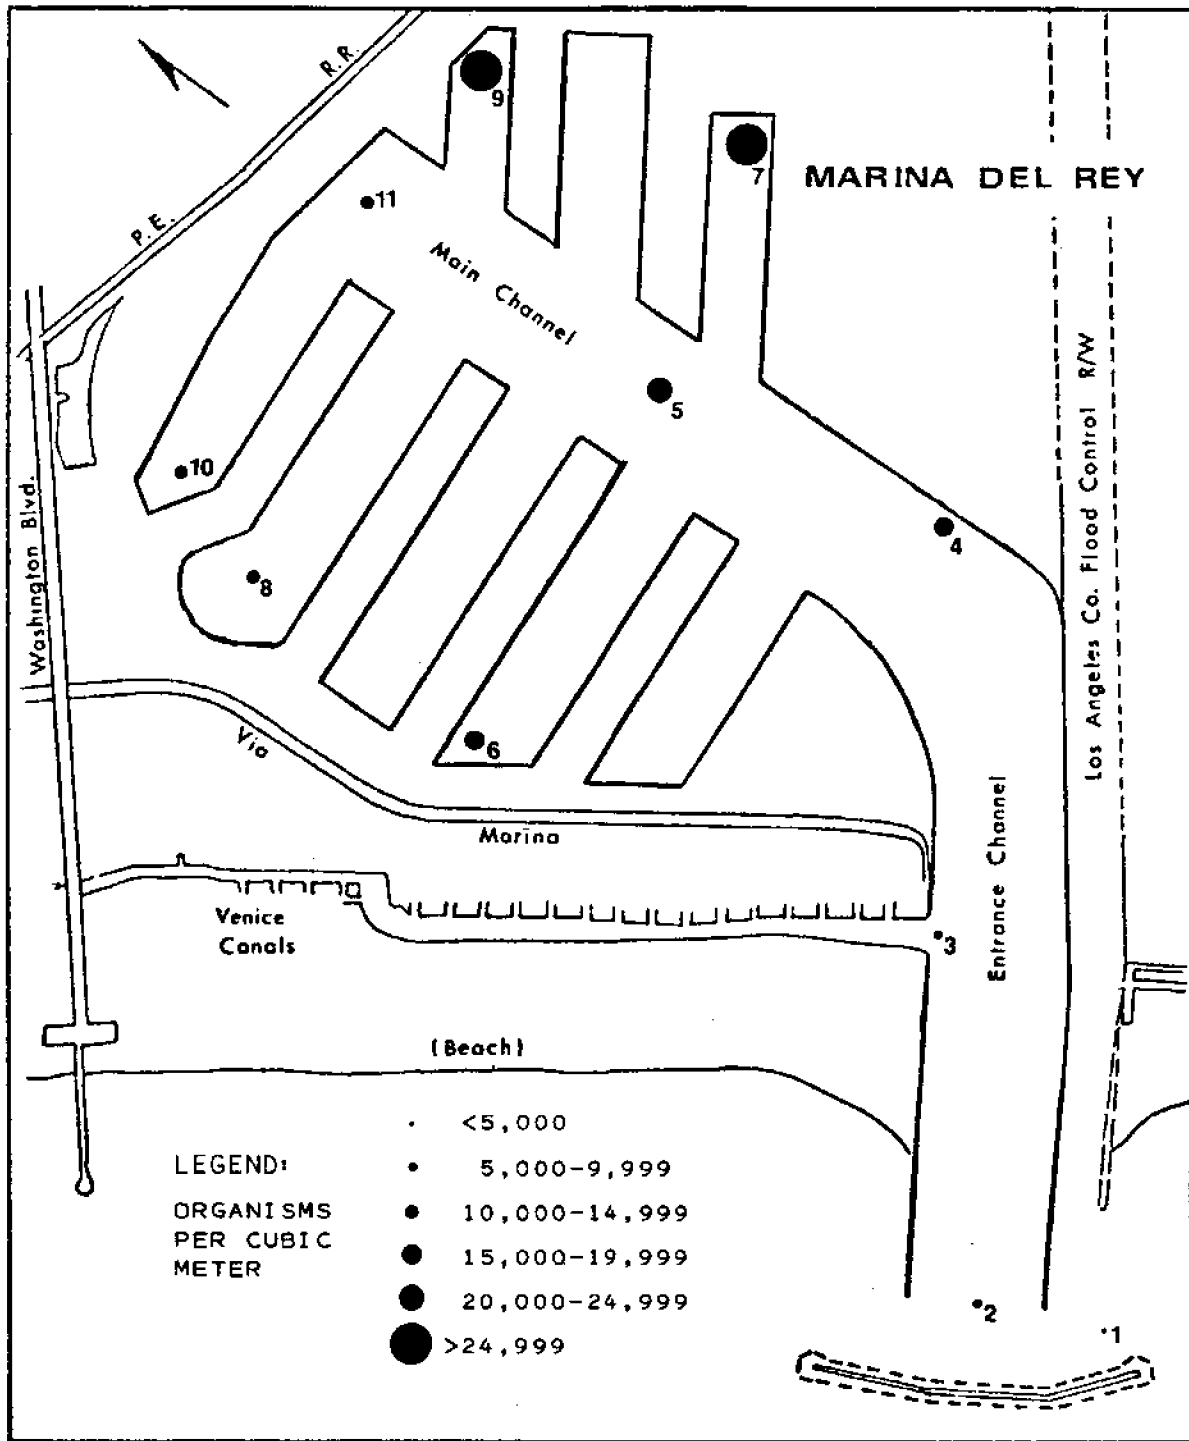 R.R.
9
7
MARINA DEL REY
11
P.E.
Main Channel
5
10
4
Washington Blvd.
8
Los Angeles Co. Flood Control R/W
Via
6
Marina
Entrance Channel
Venice
Canals
3
(Beach)
<5,000
LEGEND:
5,000-9,999
ORGANISMS
10,000-14,999
PER CUBIC
15,000-19,999
METER
20,000-24,999
>24,999
2
1